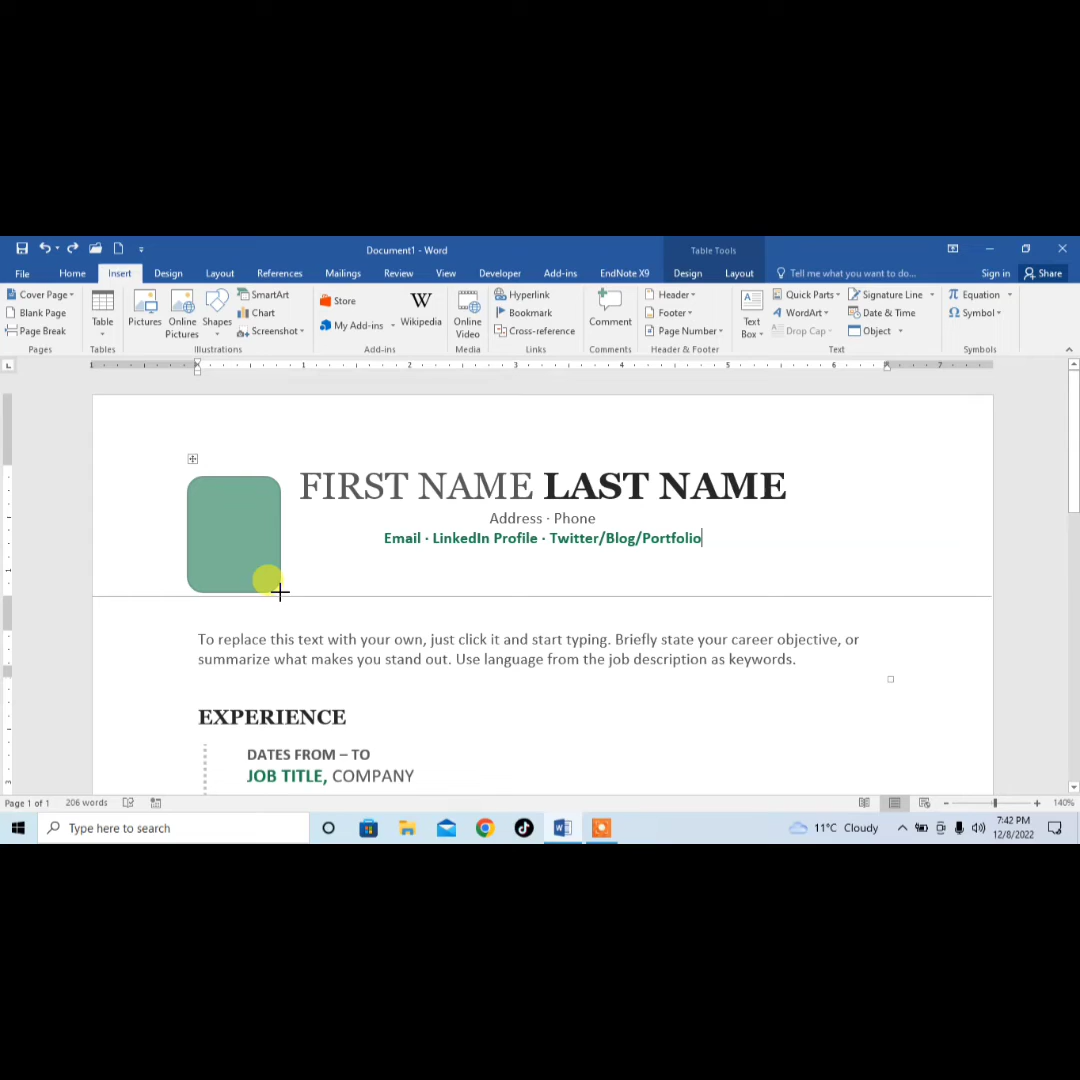 Document1 - Word
Table Tools
File Home Insert Design Layout References Mailings Review View Developer Add-ins EndNote X9 Design Layout Tell me what you want to do... Sign in Share
Cover Page
Blank Page
Page Break
Pages
Table
Tables
Pictures
Online Pictures
Shapes
SmartArt
Chart
Screenshot
Illustrations
Store
My Add-ins
W
Wikipedia
Add-ins
Online Video
Media
Hyperlink
Bookmark
Cross-reference
Links
Comment
Comments
Header
Footer
Page Number
Header & Footer
Text Box
Quick Parts
WordArt
Drop Cap
Signature Line
Date & Time
Object
Text
Equation
Symbol
Symbols
1 1 2 3 4 5 6 7
FIRST NAME LAST NAME
Address · Phone
Email · LinkedIn Profile · Twitter/Blog/Portfolio
To replace this text with your own, just click it and start typing. Briefly state your career objective, or
summarize what makes you stand out. Use language from the job description as keywords.
EXPERIENCE
DATES FROM – TO
JOB TITLE, COMPANY
Page 1 of 1 206 words 140%
Type here to search
11°C Cloudy
7:42 PM
12/8/2022